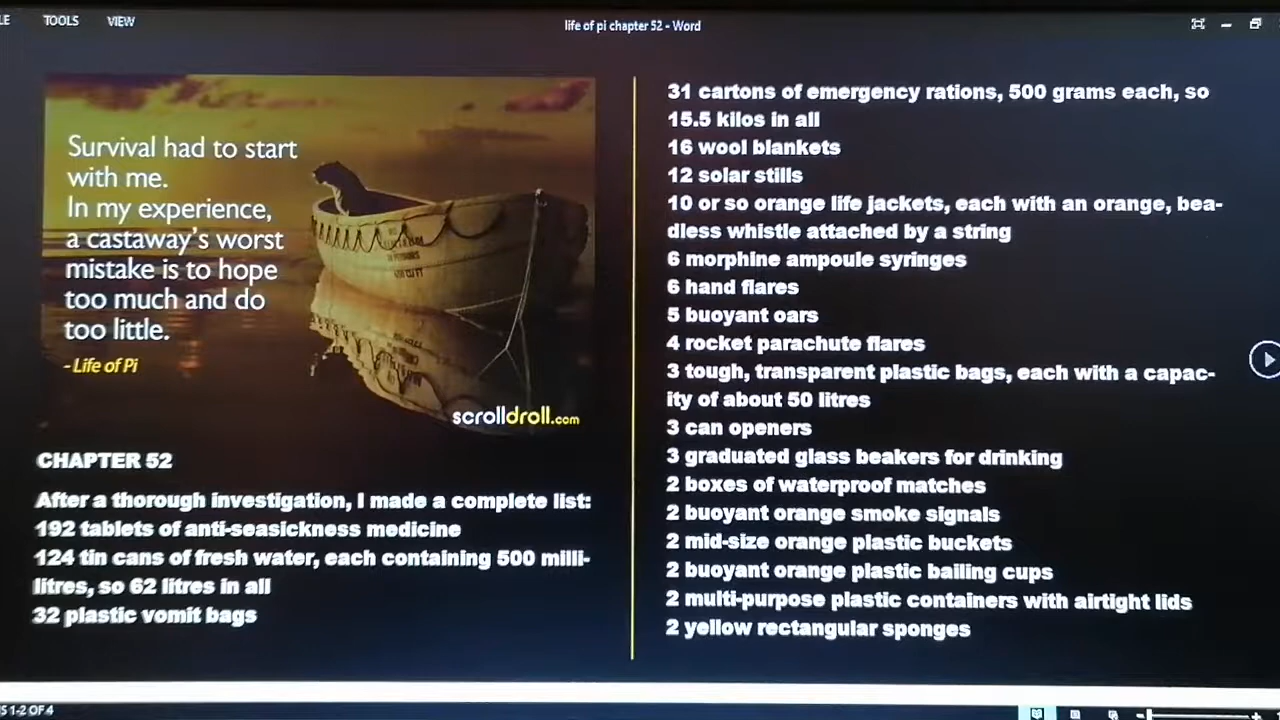 LE TOOLS VIEW
life of pi chapter 52 - Word
Survival had to start
with me.
In my experience,
a castaway's worst
mistake is to hope
too much and do
too little.
- Life of Pi
scrolldroll.com
CHAPTER 52
After a thorough investigation, I made a complete list:
192 tablets of anti-seasickness medicine
124 tin cans of fresh water, each containing 500 milli-
litres, so 62 litres in all
32 plastic vomit bags
31 cartons of emergency rations, 500 grams each, so
15.5 kilos in all
16 wool blankets
12 solar stills
10 or so orange life jackets, each with an orange, bea-
dless whistle attached by a string
6 morphine ampoule syringes
6 hand flares
5 buoyant oars
4 rocket parachute flares
3 tough, transparent plastic bags, each with a capac-
ity of about 50 litres
3 can openers
3 graduated glass beakers for drinking
2 boxes of waterproof matches
2 buoyant orange smoke signals
2 mid-size orange plastic buckets
2 buoyant orange plastic bailing cups
2 multi-purpose plastic containers with airtight lids
2 yellow rectangular sponges
S 1-2 OF 4